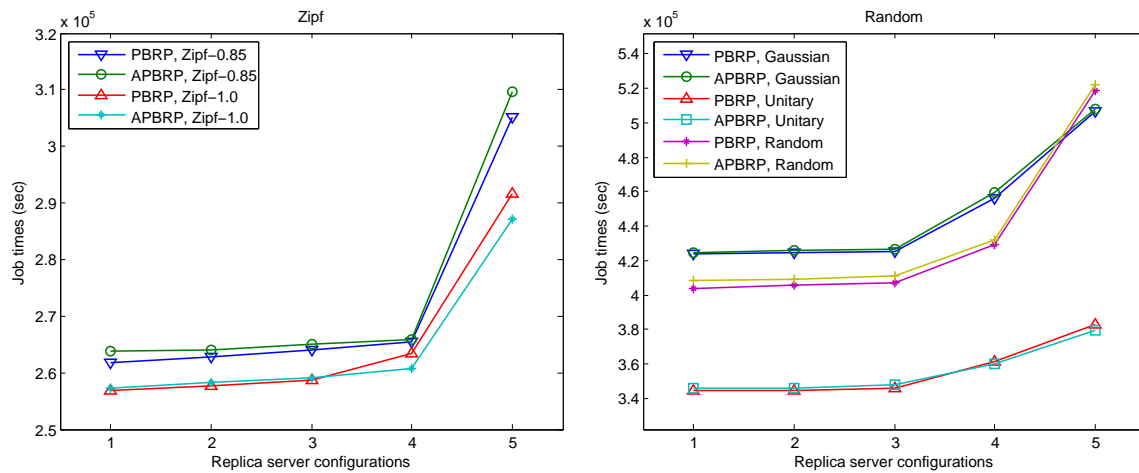 Zipf
x 10⁵
3.2
3.1
3
2.9
2.8
2.7
2.6
2.5
Job times (sec)
PBRP, Zipf−0.85
APBRP, Zipf−0.85
PBRP, Zipf−1.0
APBRP, Zipf−1.0
1 2 3 4 5
Replica server configurations
Random
x 10⁵
5.4
5.2
5
4.8
4.6
4.4
4.2
4
3.8
3.6
3.4
Job times (sec)
PBRP, Gaussian
APBRP, Gaussian
PBRP, Unitary
APBRP, Unitary
PBRP, Random
APBRP, Random
1 2 3 4 5
Replica server configurations